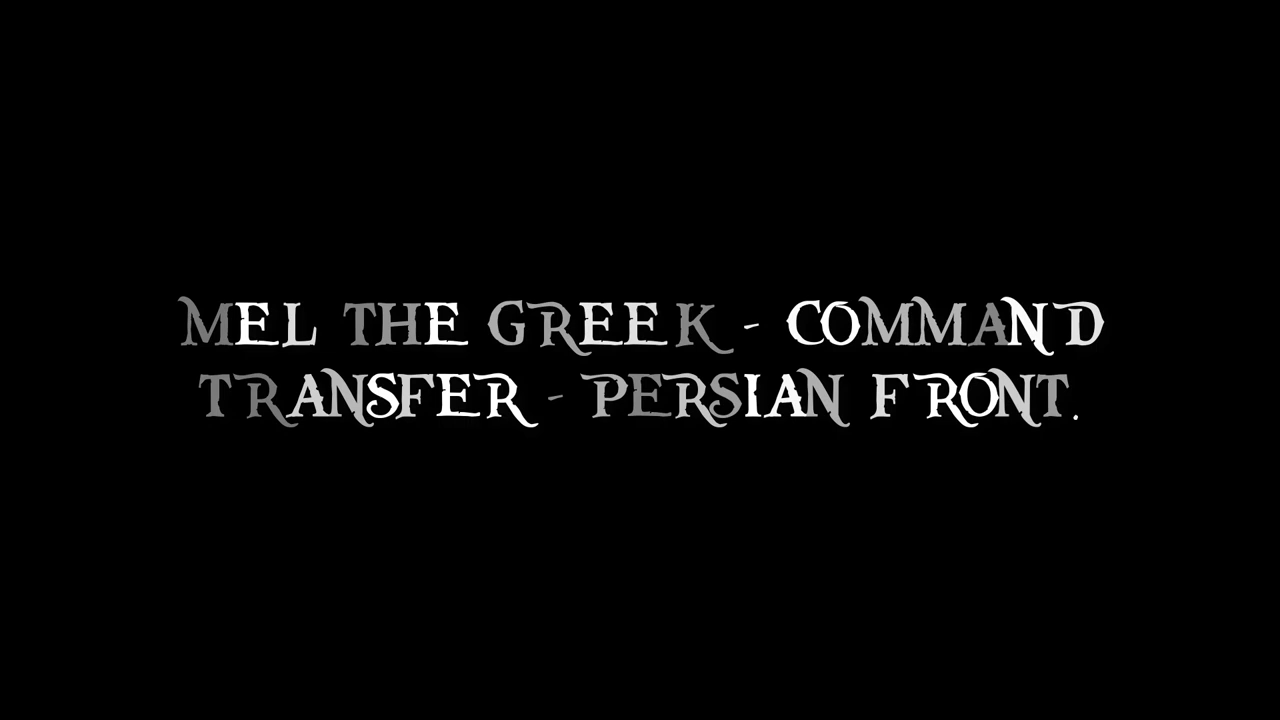 MEL THE GREEK - COMMAND
TRANSFER - PERSIAN FRONT.